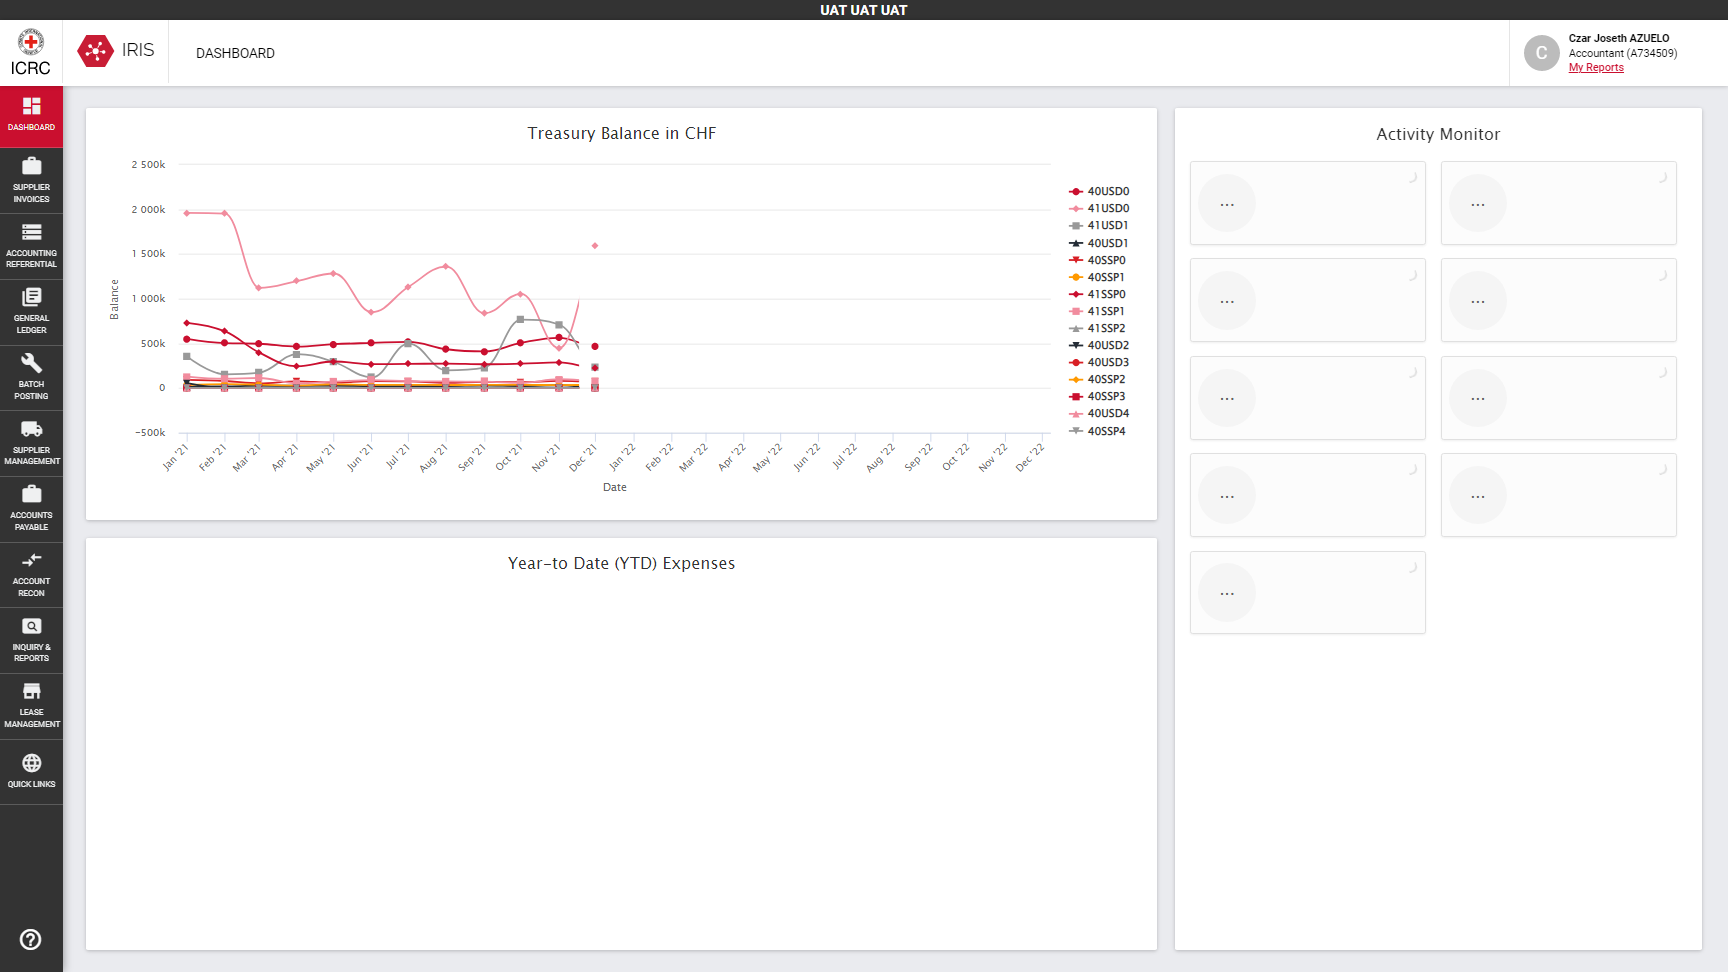 UAT UAT UAT
ICRC
IRIS
DASHBOARD
Czar Joseth AZUELO
Accountant (A734509)
My Reports
C
DASHBOARD
SUPPLIER
INVOICES
ACCOUNTING
REFERENTIAL
GENERAL
LEDGER
BATCH
POSTING
SUPPLIER
MANAGEMENT
ACCOUNTS
PAYABLE
ACCOUNT
RECON
INQUIRY &
REPORTS
LEASE
MANAGEMENT
QUICK LINKS
Treasury Balance in CHF
2 500k
2 000k
1 500k
1 000k
500k
0
-500k
Balance
Jan '21
Feb '21
Mar '21
Apr '21
May '21
Jun '21
Jul '21
Aug '21
Sep '21
Oct '21
Nov '21
Dec '21
Jan '22
Feb '22
Mar '22
Apr '22
May '22
Jun '22
Jul '22
Aug '22
Sep '22
Oct '22
Nov '22
Dec '22
Date
40USD0
41USD0
41USD1
40USD1
40SSP0
40SSP1
41SSP0
41SSP1
41SSP2
40USD2
40USD3
40SSP2
40SSP3
40USD4
40SSP4
Year-to Date (YTD) Expenses
Activity Monitor
...
...
...
...
...
...
...
...
...